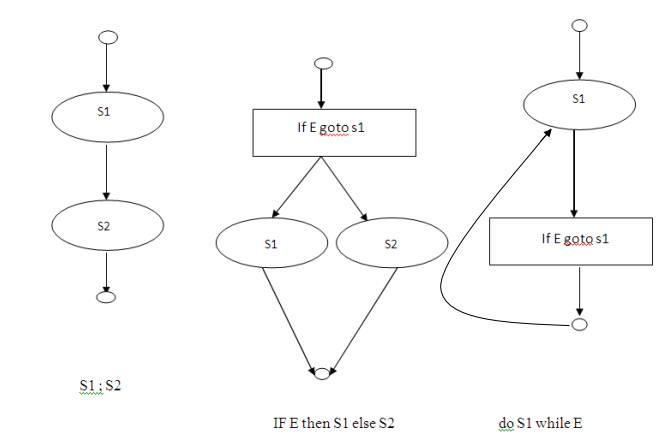 S1
S2
S1 ; S2
If E goto s1
S1
S2
IF E then S1 else S2
S1
If E goto s1
do S1 while E